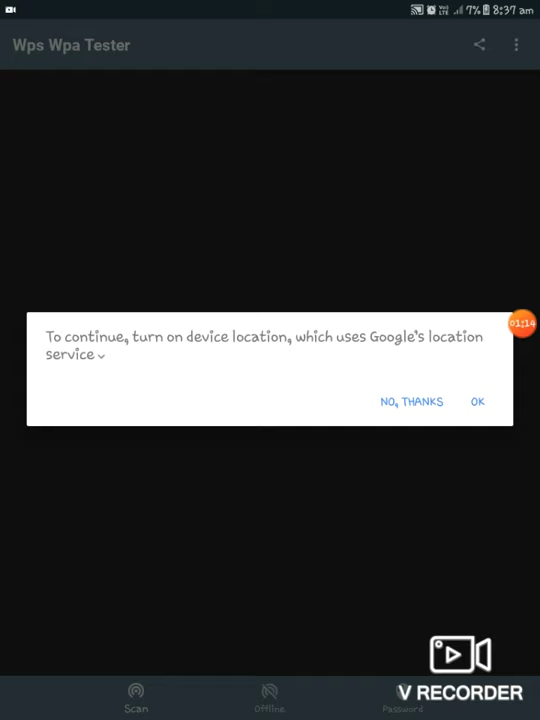 7% 8:37 am
Wps Wpa Tester
To continue, turn on device location, which uses Google's location
service
01:14
NO, THANKS OK
V RECORDER
Scan Offline Password